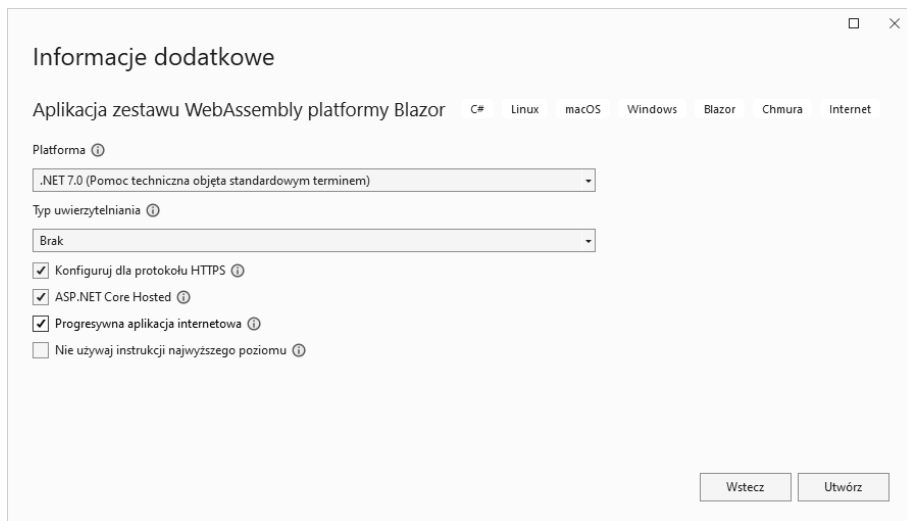 Informacje dodatkowe
Aplikacja zestawu WebAssembly platformy Blazor C# Linux macOS Windows Blazor Chmura Internet
Platforma
.NET 7.0 (Pomoc techniczna objęta standardowym terminem)
Typ uwierzytelniania
Brak
Konfiguruj dla protokołu HTTPS
ASP.NET Core Hosted
Progresywna aplikacja internetowa
Nie używaj instrukcji najwyższego poziomu
Wstecz Utwórz